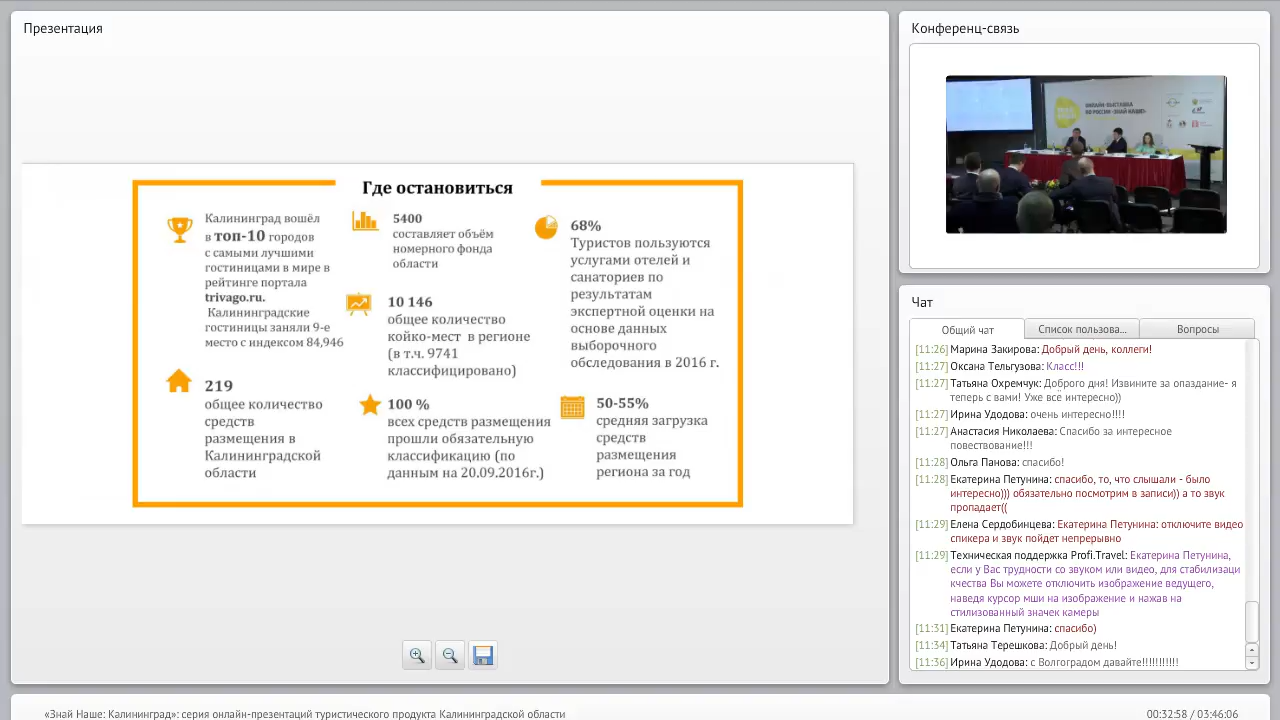 Презентация
Где остановиться
Калининград вошёл
в топ-10 городов
с самыми лучшими
гостиницами в мире в
рейтинге портала
trivago.ru.
Калининградские
гостиницы заняли 9-е
место с индексом 84,946
219
общее количество
средств
размещения в
Калининградской
области
5400
составляет объём
номерного фонда
области
10 146
общее количество
койко-мест в регионе
(в т.ч. 9741
классифицировано)
100 %
всех средств размещения
прошли обязательную
классификацию (по
данным на 20.09.2016г.)
68%
Туристов пользуются
услугами отелей и
санаториев по
результатам
экспертной оценки на
основе данных
выборочного
обследования в 2016 г.
50-55%
средняя загрузка
средств
размещения
региона за год
Конференц-связь
ОНЛАЙН-ВЫСТАВКА
ПО РОССИИ «ЗНАЙ НАШЕ!»
Чат
Общий чат
Список пользова...
Вопросы
[11:26] Марина Закирова: Добрый день, коллеги!
[11:27] Оксана Тельгузова: Класс!!!
[11:27] Татьяна Охремчук: Доброго дня! Извините за опаздание- я
теперь с вами! Уже всё интересно))
[11:27] Ирина Удодова: очень интересно!!!!
[11:27] Анастасия Николаева: Спасибо за интересное
повествование!!!
[11:28] Ольга Панова: спасибо!
[11:28] Екатерина Петунина: спасибо, то, что слышали - было
интересно))) обязательно посмотрим в записи)) а то звук
пропадает((
[11:29] Елена Сердобинцева: Екатерина Петунина: отключите видео
спикера и звук пойдет непрерывно
[11:29] Техническая поддержка Profi.Travel: Екатерина Петунина,
если у Вас трудности со звуком или видео, для стабилизаци
кчества Вы можете отключить изображение ведущего,
наведя курсор мши на изображение и нажав на
стилизованный значек камеры
[11:31] Екатерина Петунина: спасибо)
[11:34] Татьяна Терешкова: Добрый день!
[11:36] Ирина Удодова: с Волгоградом давайте!!!!!!!!!!!
«Знай Наше: Калининград»: серия онлайн-презентаций туристического продукта Калининградской области
00:32:58 / 03:46:06